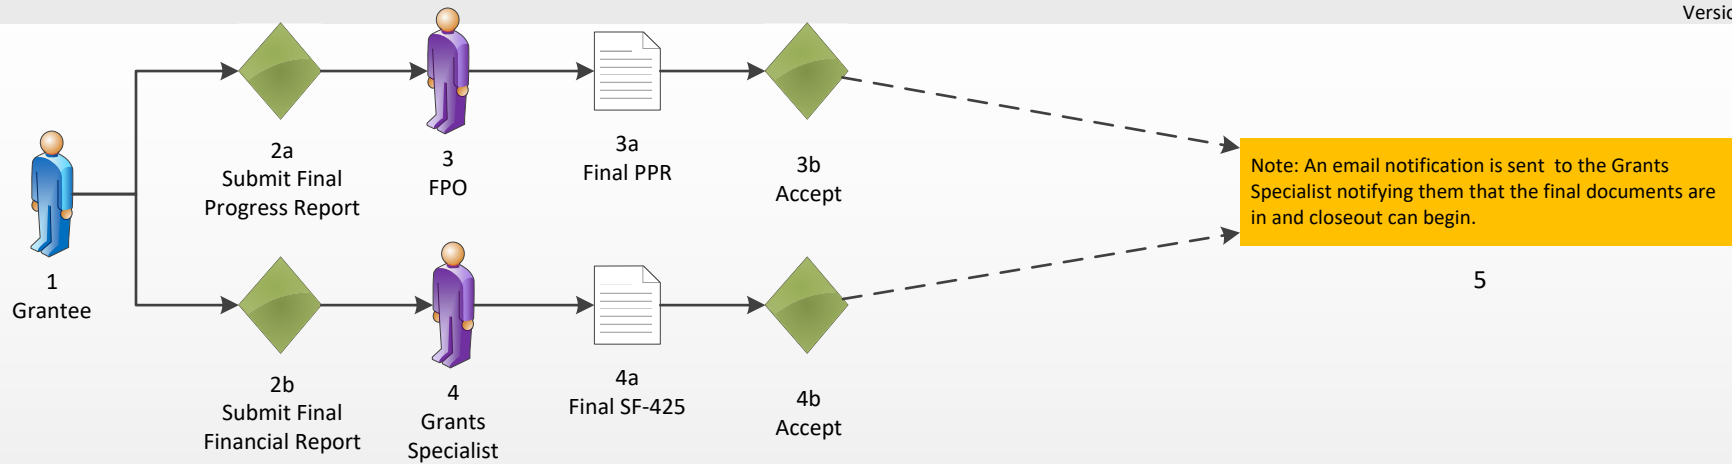 Versio
2a
Submit Final
Progress Report
3
FPO
3a
Final PPR
3b
Accept
Note: An email notification is sent  to the Grants
Specialist notifying them that the final documents are
in and closeout can begin.
5
1
Grantee
2b
Submit Final
Financial Report
4
Grants
Specialist
4a
Final SF-425
4b
Accept